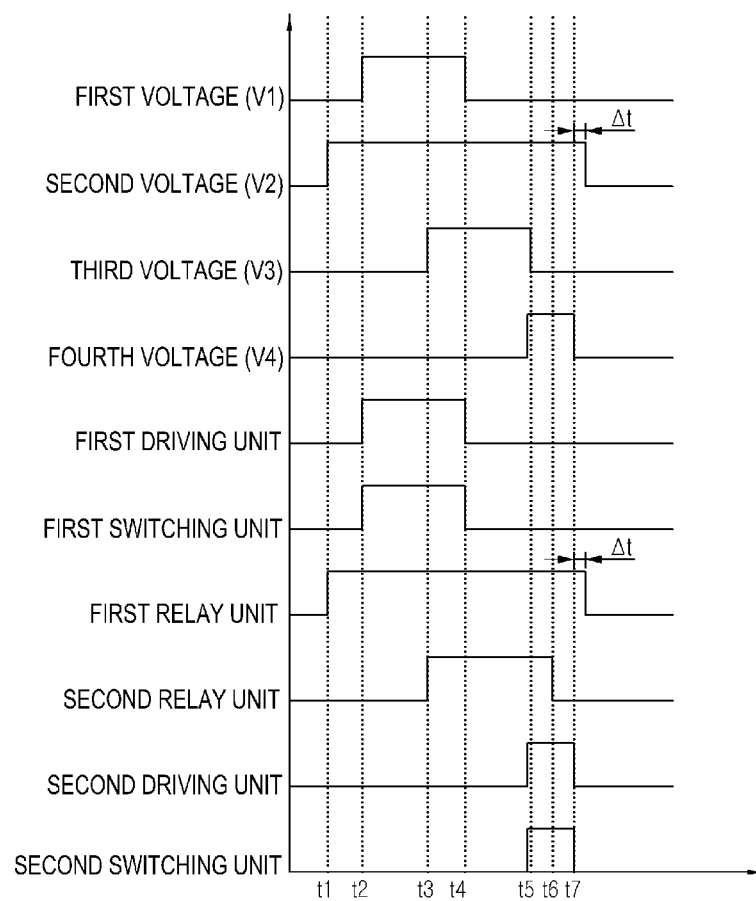 FIRST VOLTAGE (V1)
Δt
SECOND VOLTAGE (V2)
THIRD VOLTAGE (V3)
FOURTH VOLTAGE (V4)
FIRST DRIVING UNIT
FIRST SWITCHING UNIT
Δt
FIRST RELAY UNIT
SECOND RELAY UNIT
SECOND DRIVING UNIT
SECOND SWITCHING UNIT
t1 t2 t3 t4 t5 t6 t7